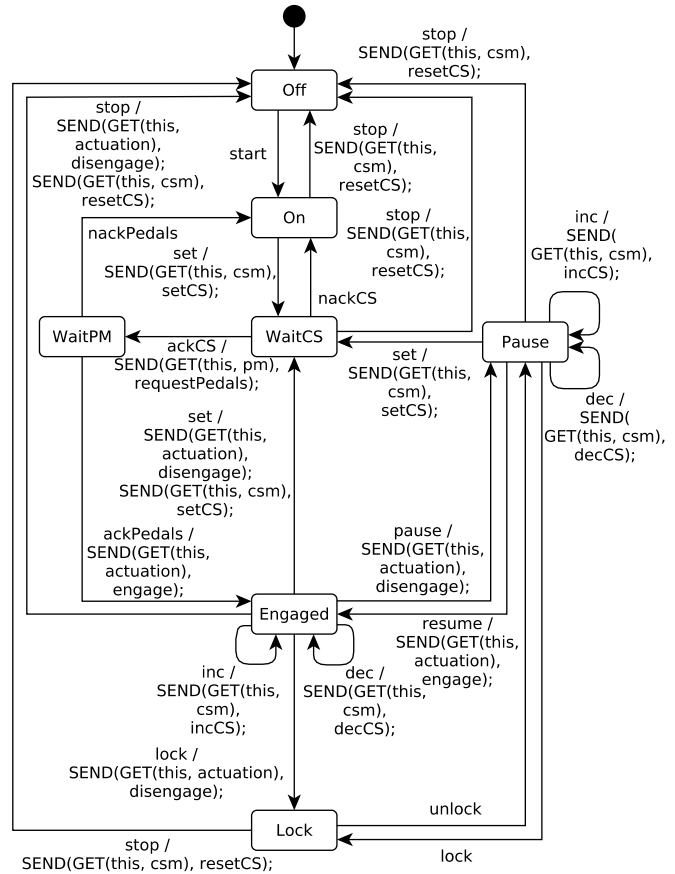 stop /
SEND(GET(this, csm),
resetCS);
Off
stop /
SEND(GET(this,
actuation),
disengage);
SEND(GET(this, csm),
resetCS);
start
stop /
SEND(GET(this,
csm),
resetCS);
On
nackPedals
set /
SEND(GET(this, csm),
setCS);
stop /
SEND(GET(this,
csm),
resetCS);
nackCS
inc /
SEND(
GET(this, csm),
incCS);
WaitPM
WaitCS
Pause
ackCS /
SEND(GET(this, pm),
requestPedals);
set /
SEND(GET(this,
csm),
setCS);
dec /
SEND(
GET(this, csm),
decCS);
set /
SEND(GET(this,
actuation),
disengage);
SEND(GET(this, csm),
setCS);
ackPedals /
SEND(GET(this,
actuation),
engage);
pause /
SEND(GET(this,
actuation),
disengage);
Engaged
resume /
SEND(GET(this,
actuation),
engage);
inc /
SEND(GET(this,
csm),
incCS);
dec /
SEND(GET(this,
csm),
decCS);
lock /
SEND(GET(this, actuation),
disengage);
Lock
unlock
lock
stop /
SEND(GET(this, csm), resetCS);